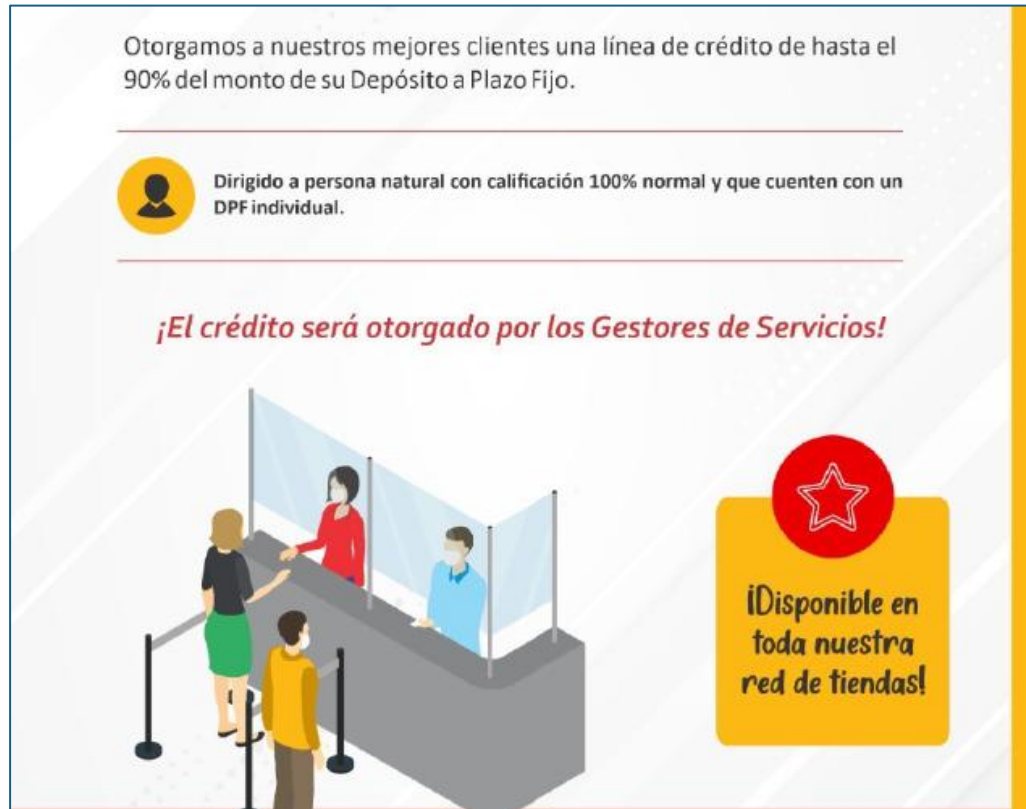 Otorgamos a nuestros mejores clientes una línea de crédito de hasta el
90% del monto de su Depósito a Plazo Fijo.
Dirigido a persona natural con calificación 100% normal y que cuenten con un
DPF individual.
¡El crédito será otorgado por los Gestores de Servicios!
¡Disponible en
toda nuestra
red de tiendas!